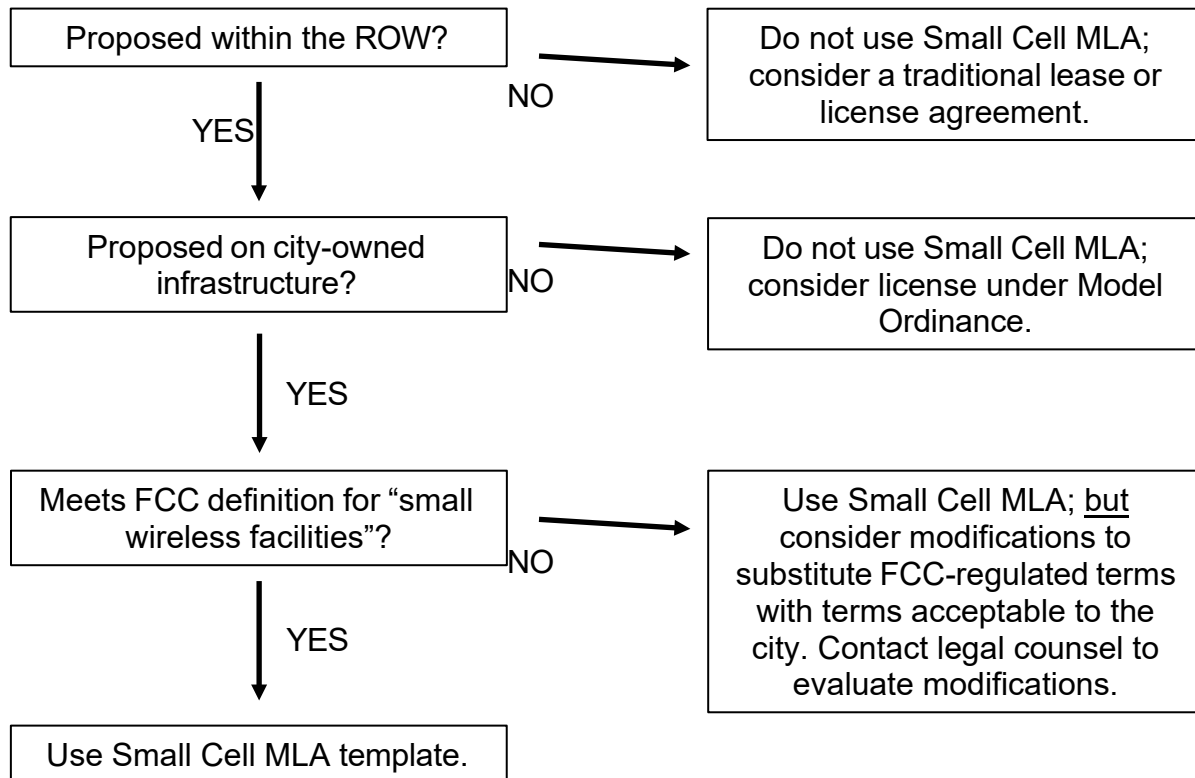 Proposed within the ROW?
NO
Do not use Small Cell MLA;
consider a traditional lease or
license agreement.
YES
Proposed on city-owned
infrastructure?
NO
Do not use Small Cell MLA;
consider license under Model
Ordinance.
YES
Meets FCC definition for “small
wireless facilities”?
NO
Use Small Cell MLA; but
consider modifications to
substitute FCC-regulated terms
with terms acceptable to the
city. Contact legal counsel to
evaluate modifications.
YES
Use Small Cell MLA template.